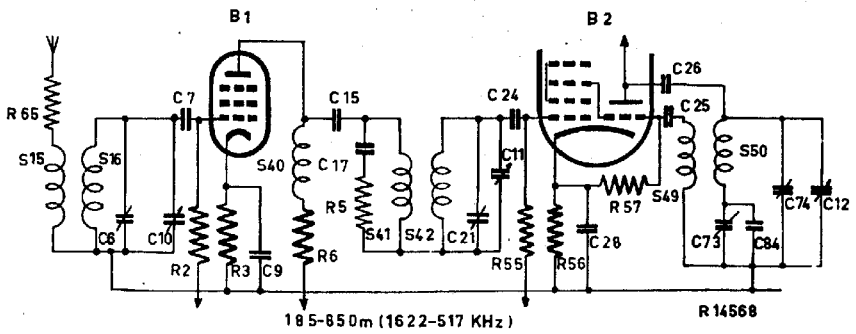 B1
B2
R65
S15
S16
C6
C10
C7
R2
R3
C9
S40
R6
C15
C17
R5
S41
S42
C21
C11
C24
R55
R56
C28
R57
C26
C25
S49
S50
C73
C84
C74
C12
R14568
185-850m (1622-517 KHz)